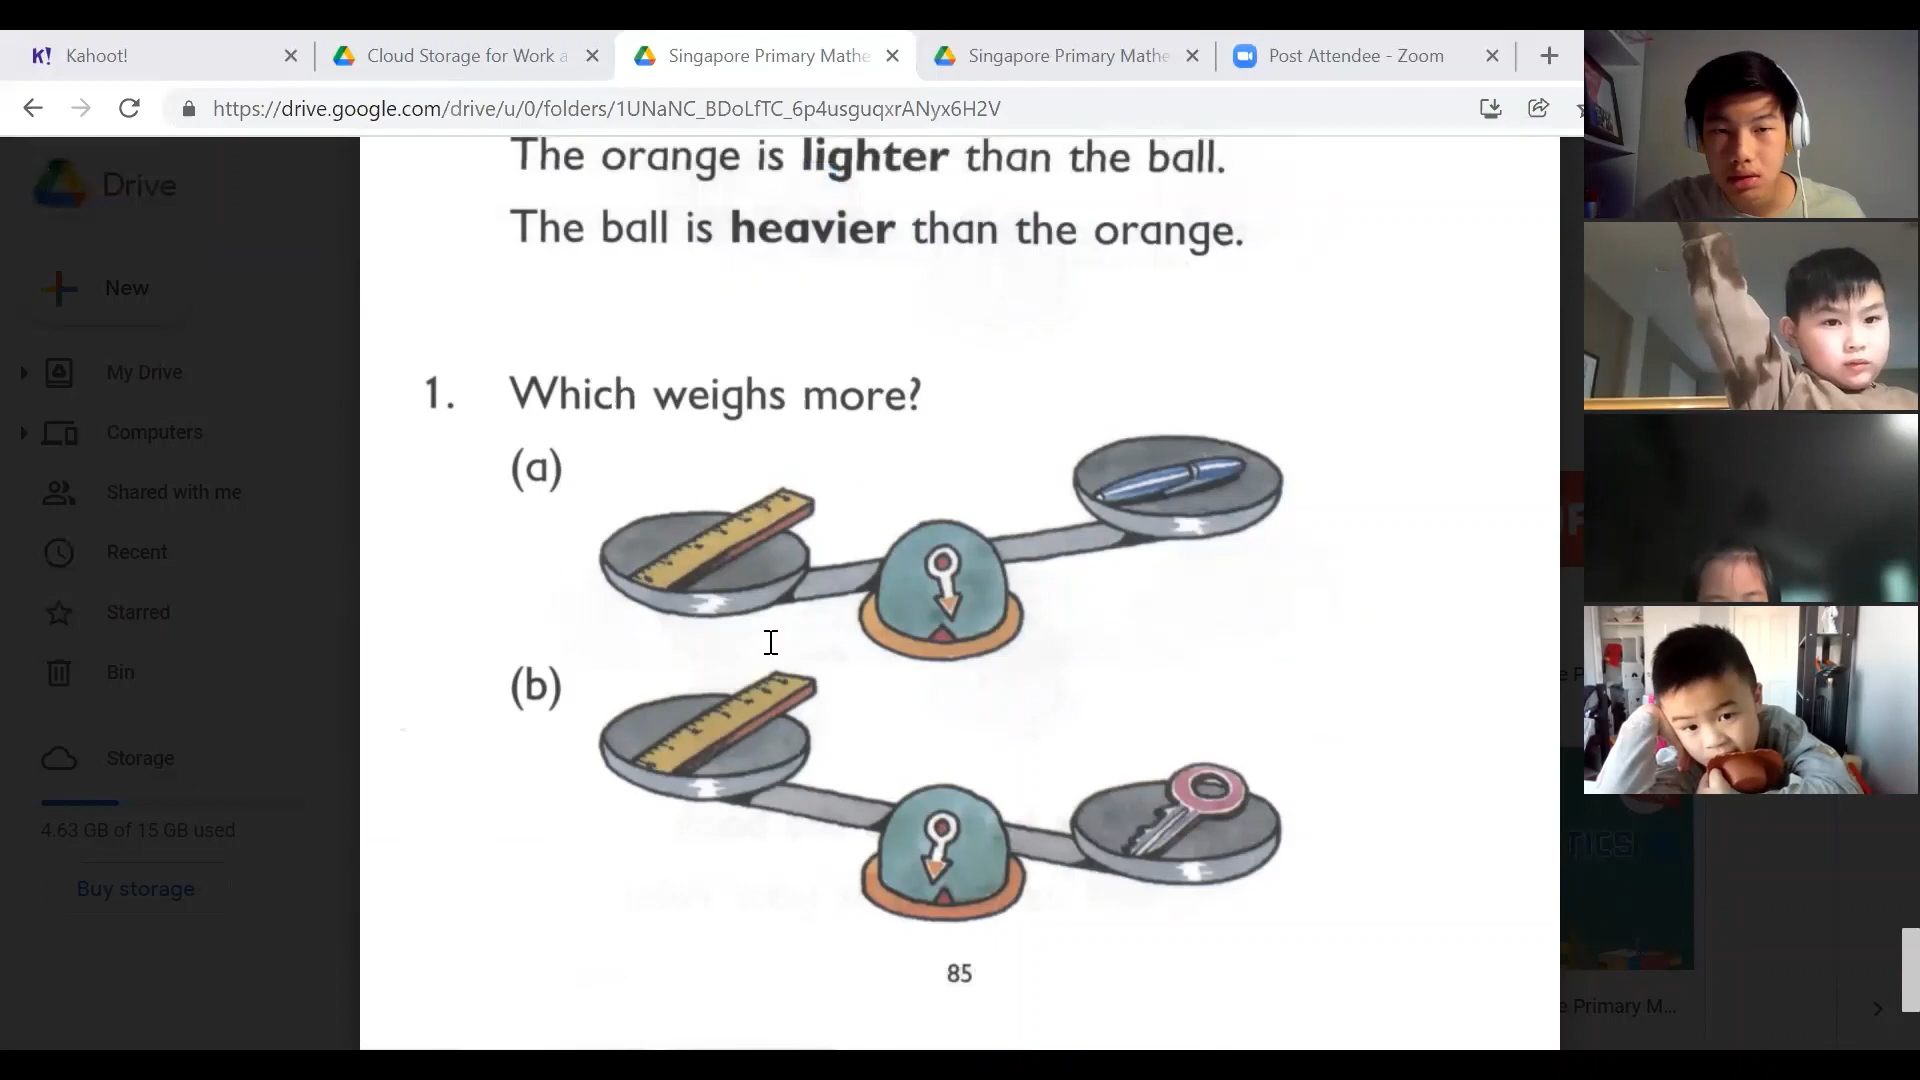 K! Kahoot!
Cloud Storage for Work a
Singapore Primary Mathe
Singapore Primary Mathe
Post Attendee - Zoom
https://drive.google.com/drive/u/0/folders/1UNaNC_BDoLfTC_6p4usguqxrANyx6H2V
Drive
New
My Drive
Computers
Shared with me
Recent
Starred
Bin
Storage
4.63 GB of 15 GB used
Buy storage
The orange is lighter than the ball.
The ball is heavier than the orange.
1. Which weighs more?
(a)
(b)
85
e Primary M...